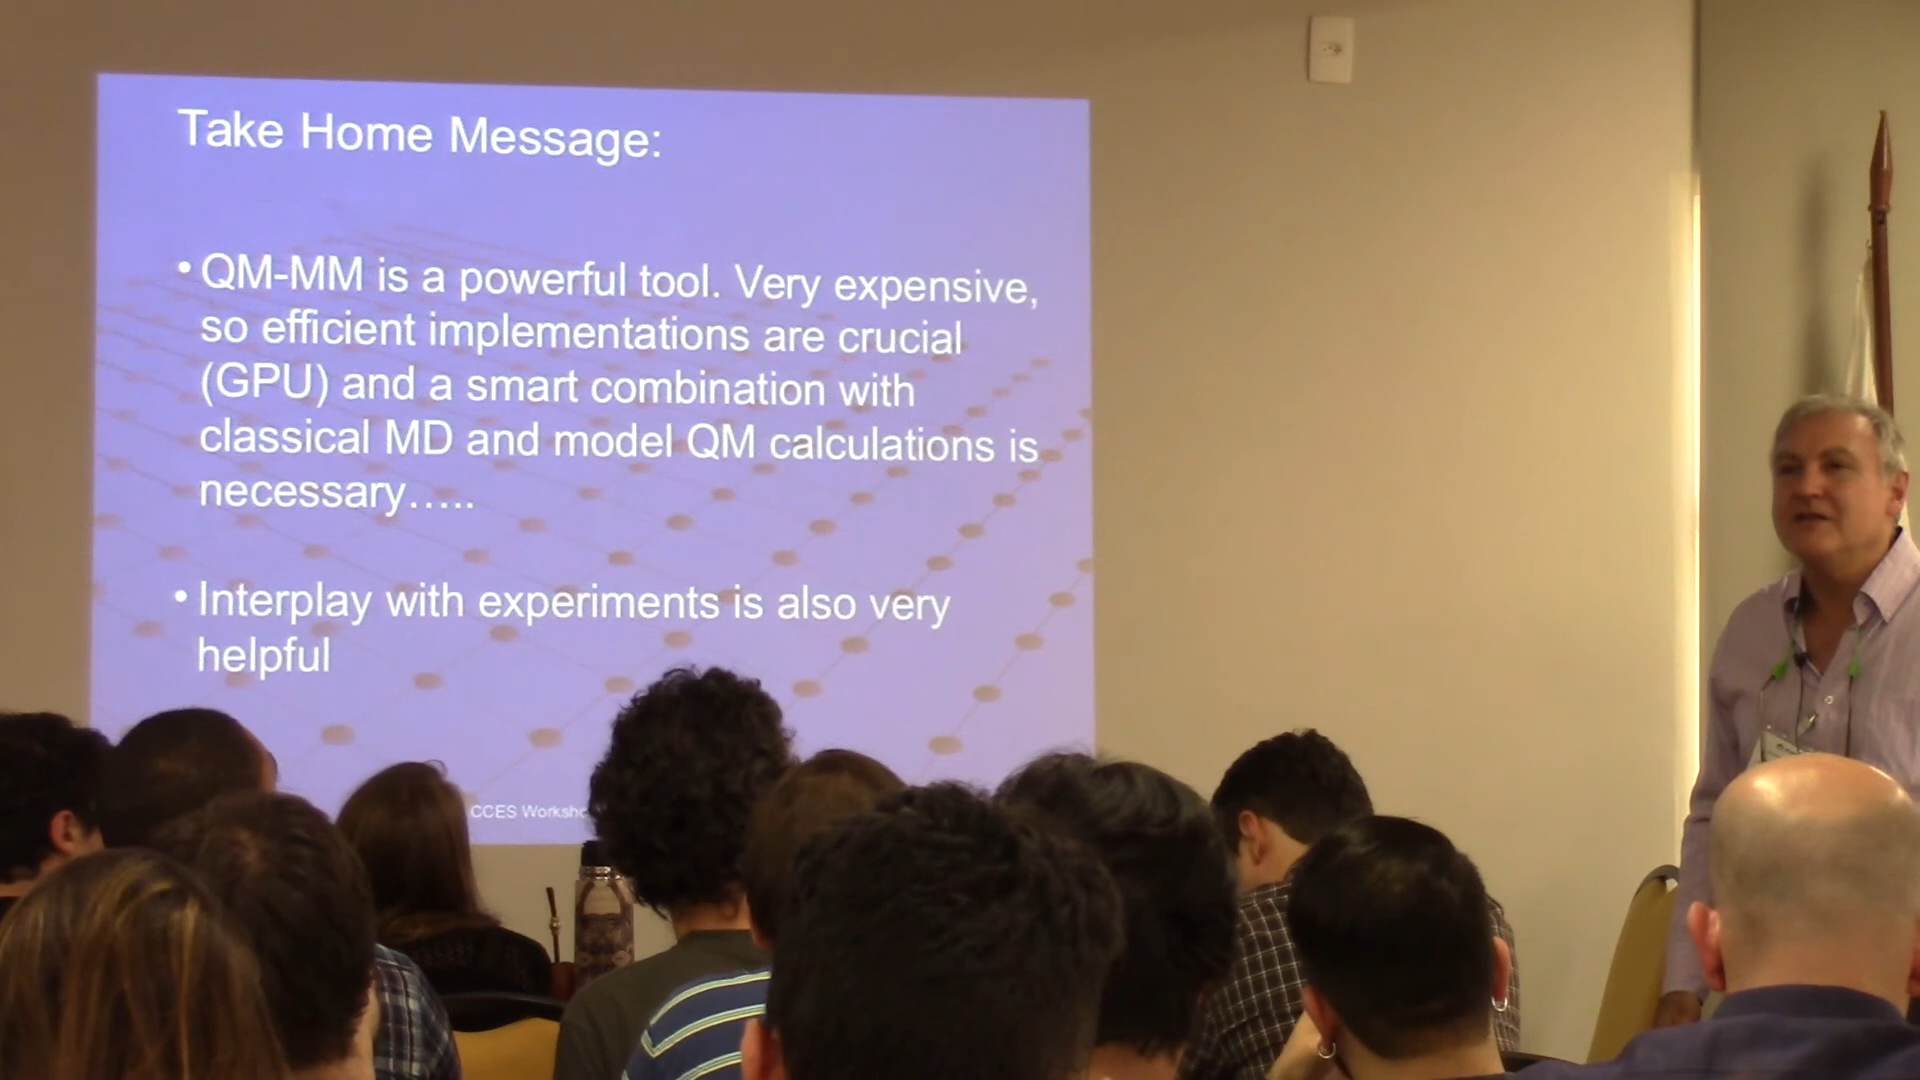 Take Home Message:
• QM-MM is a powerful tool. Very expensive,
so efficient implementations are crucial
(GPU) and a smart combination with
classical MD and model QM calculations is
necessary.....
• Interplay with experiments is also very
helpful
CCES